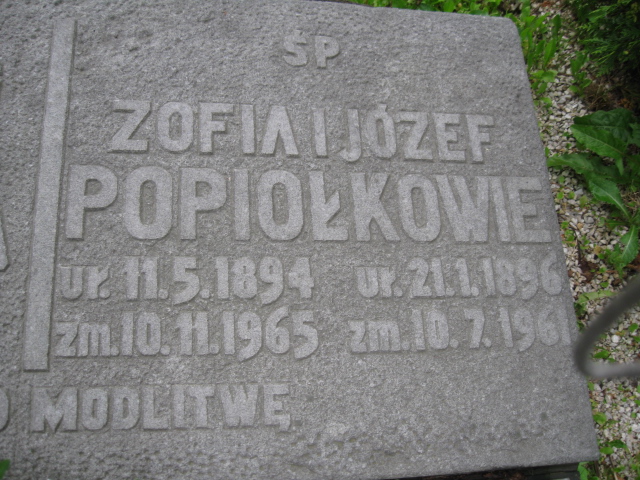 ŚP
ZOFIA I JÓZEF
POPIOŁKOWIE
ur. 11.5.1894 ur. 21.1.1896
zm. 10.11.1965 zm. 10.7.196
MODLITWĘ